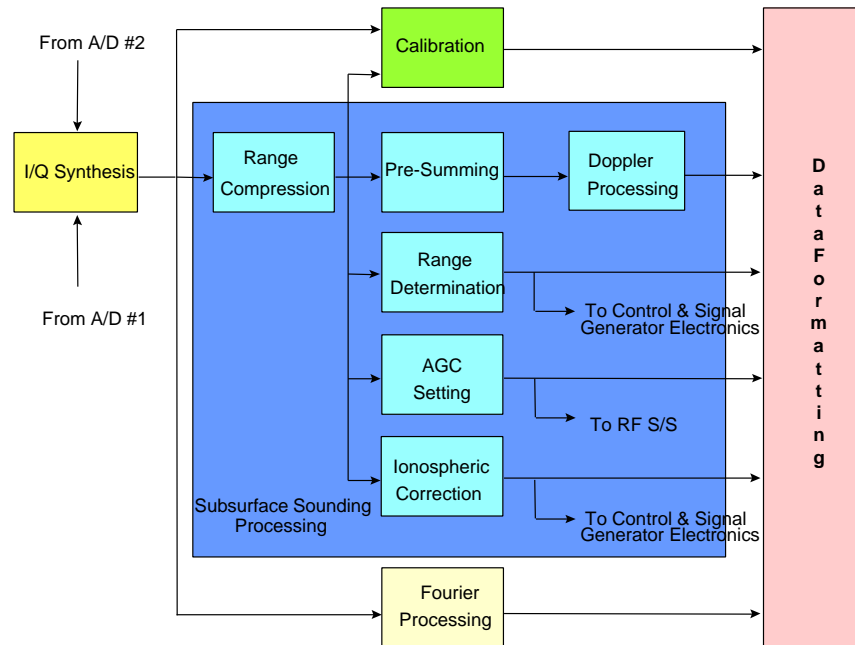 From A/D #2
Calibration
I/Q Synthesis
Range
Compression
Pre-Summing
Doppler
Processing
Range
Determination
From A/D #1
To Control & Signal
Generator Electronics
AGC
Setting
To RF S/S
Ionospheric
Correction
Subsurface Sounding
Processing
To Control & Signal
Generator Electronics
Fourier
Processing
DataFormatting